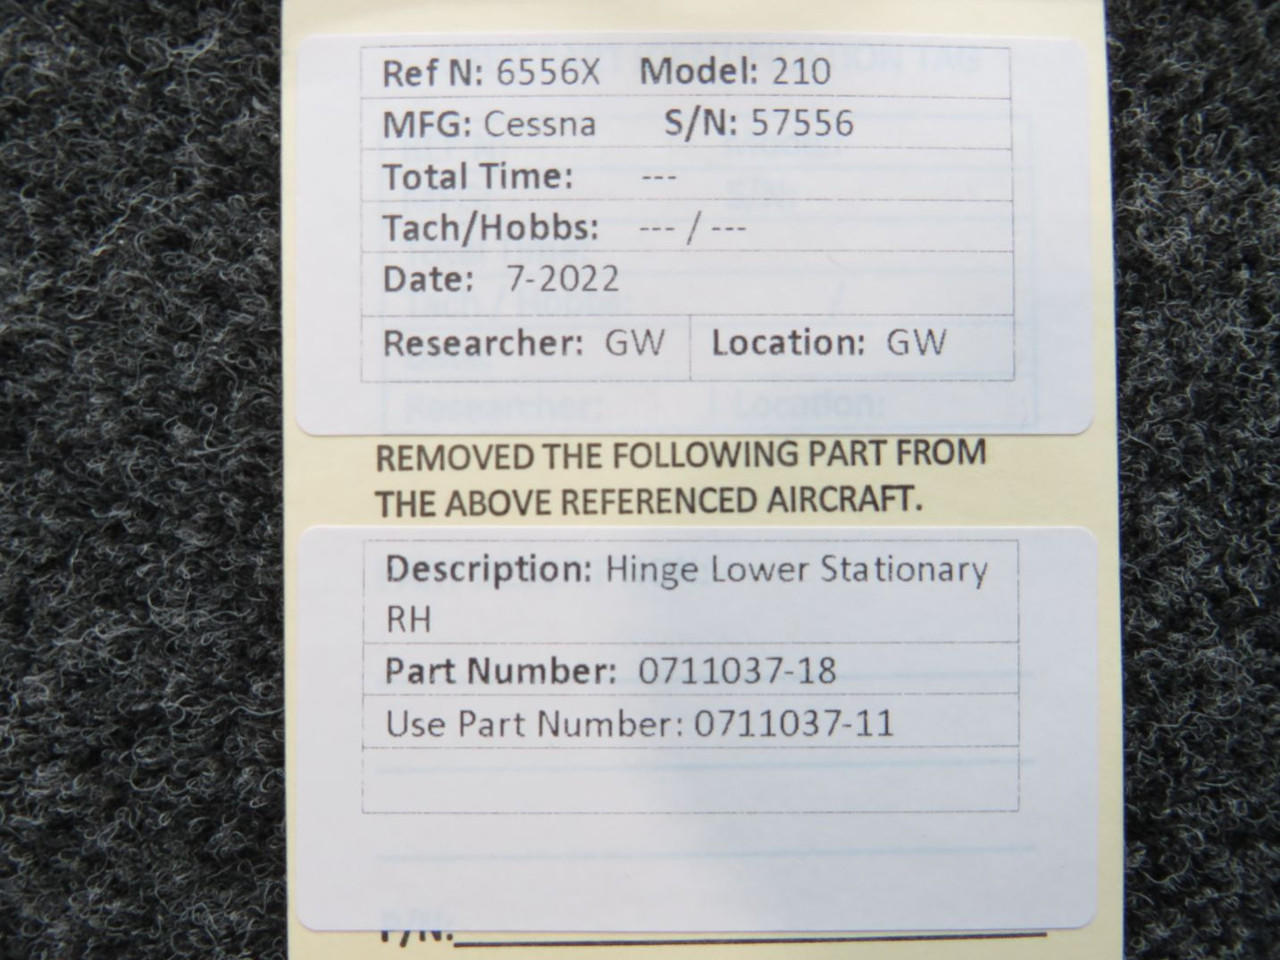 Ref N: 6556X Model: 210
MFG: Cessna S/N: 57556
Total Time: ---
Tach/Hobbs: --- / ---
Date: 7-2022
Researcher: GW Location: GW
REMOVED THE FOLLOWING PART FROM
THE ABOVE REFERENCED AIRCRAFT.
Description: Hinge Lower Stationary
RH
Part Number: 0711037-18
Use Part Number: 0711037-11
P/N: